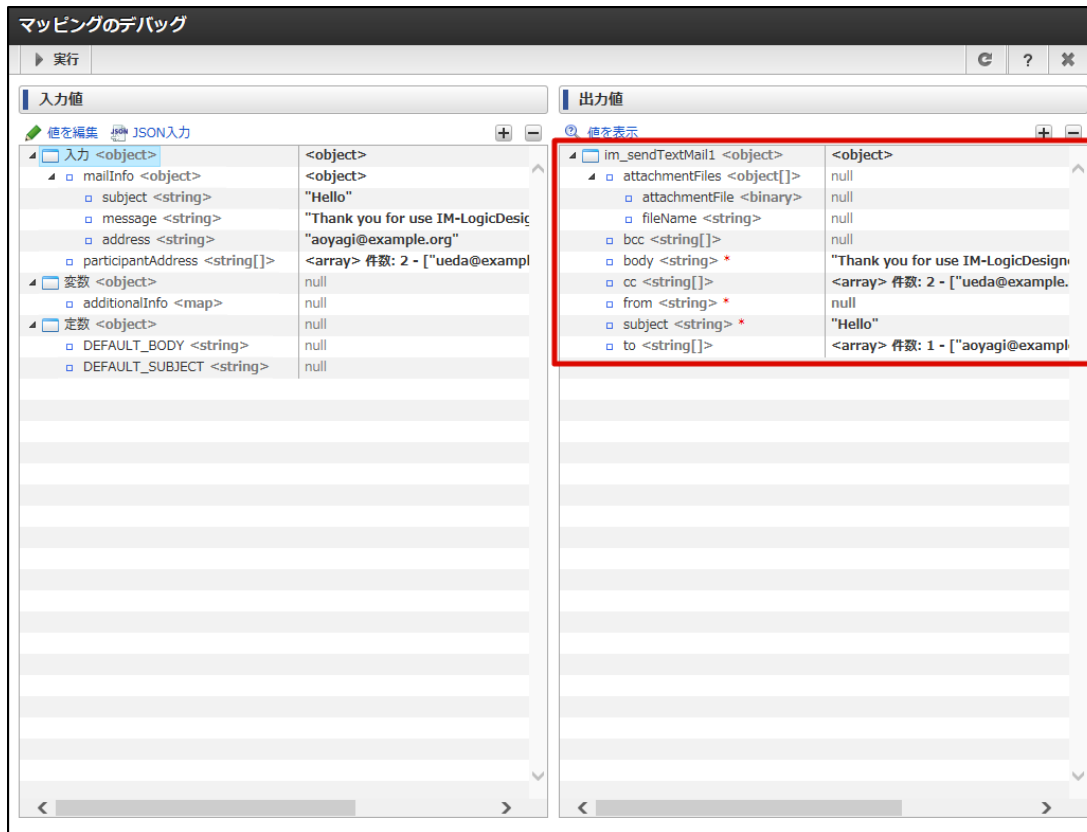 マッピングのデバッグ
実行
?
入力値
値を編集 JSON入力
入力 <object> <object>
mailInfo <object> <object>
subject <string> "Hello"
message <string> "Thank you for use IM-LogicDesig
address <string> "aoyagi@example.org"
participantAddress <string[]> <array> 件数: 2 - ["ueda@exampl
変数 <object> null
additionalInfo <map> null
定数 <object> null
DEFAULT_BODY <string> null
DEFAULT_SUBJECT <string> null
出力値
値を表示
im_sendTextMail1 <object> <object>
attachmentFiles <object[]> null
attachmentFile <binary> null
fileName <string> null
bcc <string[]> null
body <string> * "Thank you for use IM-LogicDesign
cc <string[]> <array> 件数: 2 - ["ueda@example.
from <string> * null
subject <string> * "Hello"
to <string[]> <array> 件数: 1 - ["aoyagi@exampl